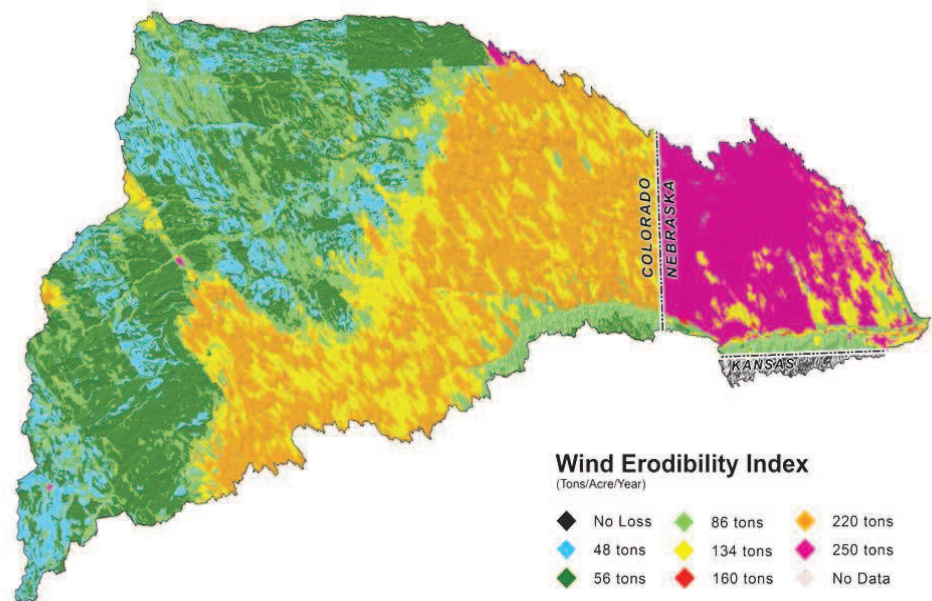 COLORADO
NEBRASKA
KANSAS
Wind Erodibility Index
(Tons/Acre/Year)
No Loss
86 tons
220 tons
48 tons
134 tons
250 tons
56 tons
160 tons
No Data